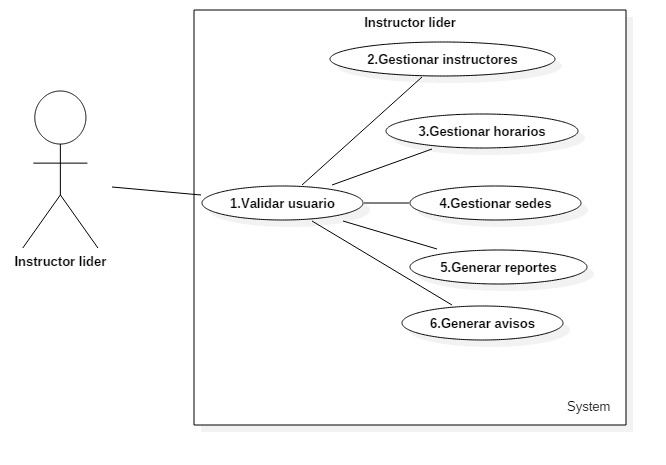 Instructor lider
2.Gestionar instructores
3.Gestionar horarios
1.Validar usuario
4.Gestionar sedes
Instructor lider
5.Generar reportes
6.Generar avisos
System